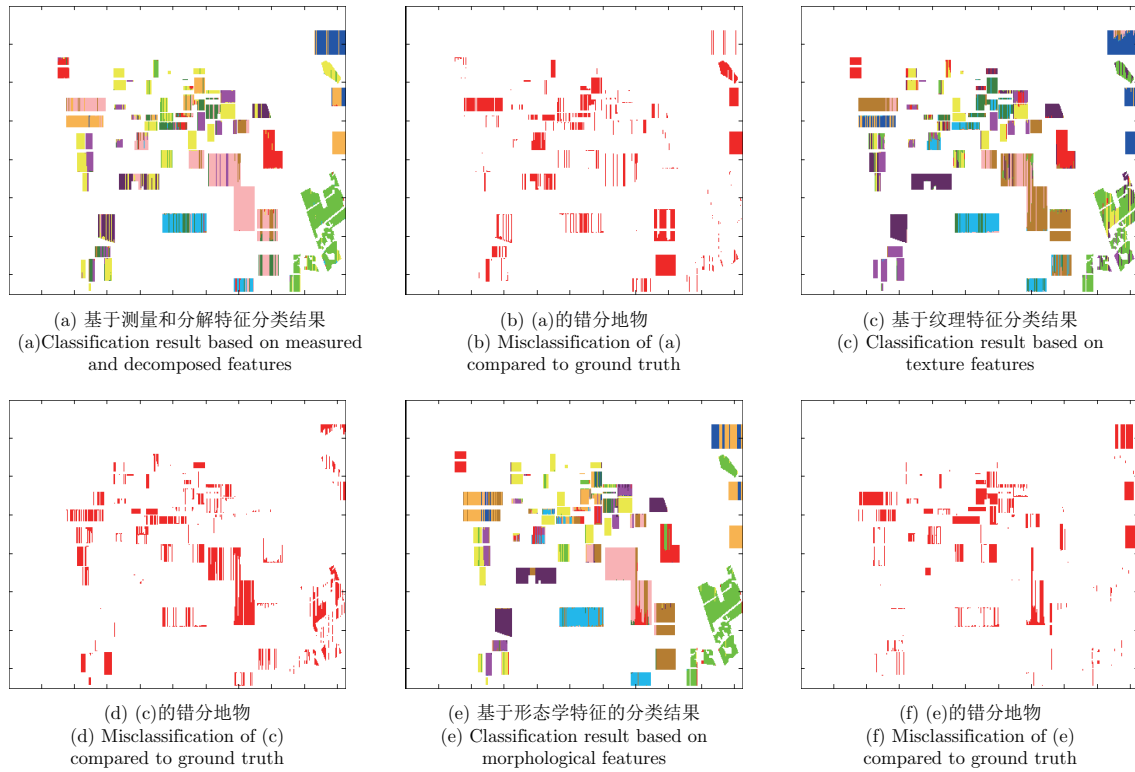 (a) 基于测量和分解特征分类结果
(a)Classification result based on measured
and decomposed features
(b) (a)的错分地物
(b) Misclassification of (a)
compared to ground truth
(c) 基于纹理特征分类结果
(c) Classification result based on
texture features
(d) (c)的错分地物
(d) Misclassification of (c)
compared to ground truth
(e) 基于形态学特征的分类结果
(e) Classification result based on
morphological features
(f) (e)的错分地物
(f) Misclassification of (e)
compared to ground truth